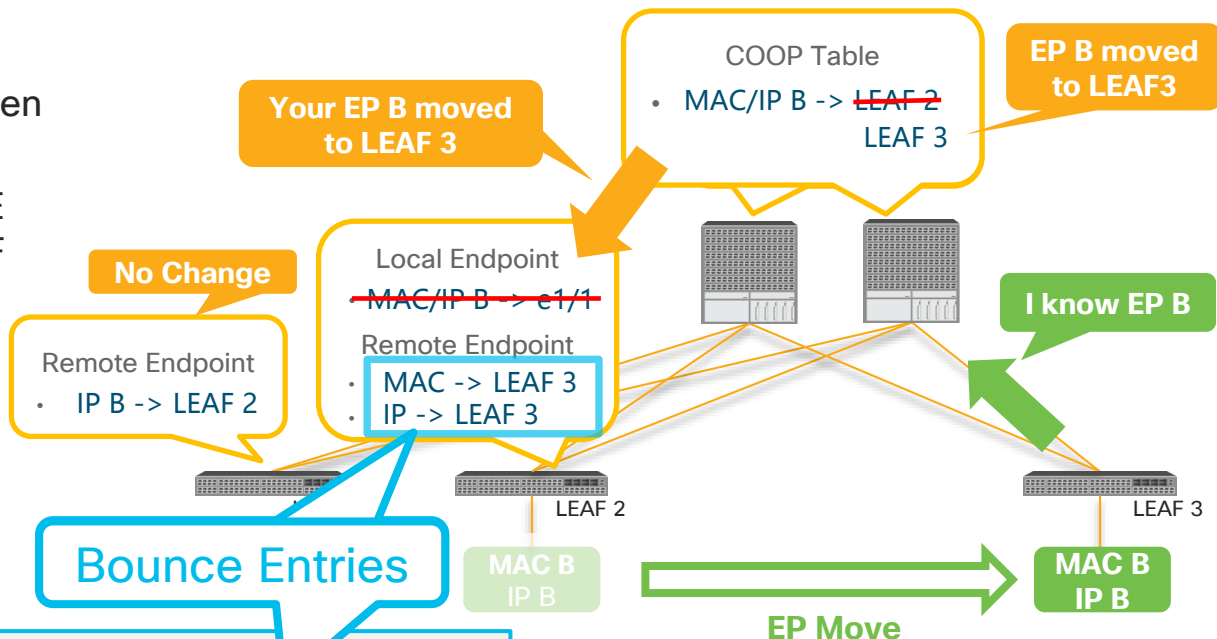 en
COOP Table
• MAC/IP B -> LEAF 2
LEAF 3
EP B moved
to LEAF3
Your EP B moved
to LEAF 3
No Change
Remote Endpoint
• IP B -> LEAF 2
Local Endpoint
• MAC/IP B -> e1/1
Remote Endpoint
• MAC -> LEAF 3
• IP -> LEAF 3
I know EP B
LEAF 2
LEAF 3
Bounce Entries
MAC B
IP B
EP Move
MAC B
IP B